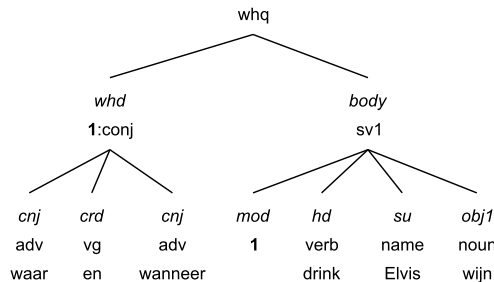 whq
whd body
1:conj sv1
cnj crd cnj mod hd su obj1
adv vg adv 1 verb name noun
waar en wanneer drink Elvis wijn